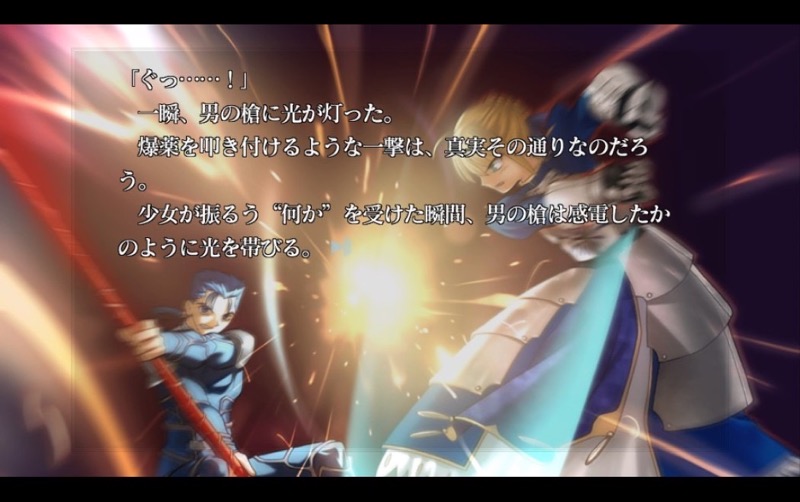 「ぐっ……！」
一瞬、男の槍に光が灯った。
爆薬を叩き付けるような一撃は、真実その通りなのだろ
う。
少女が振るう“何か”を受けた瞬間、男の槍は感電したか
のように光を帯びる。